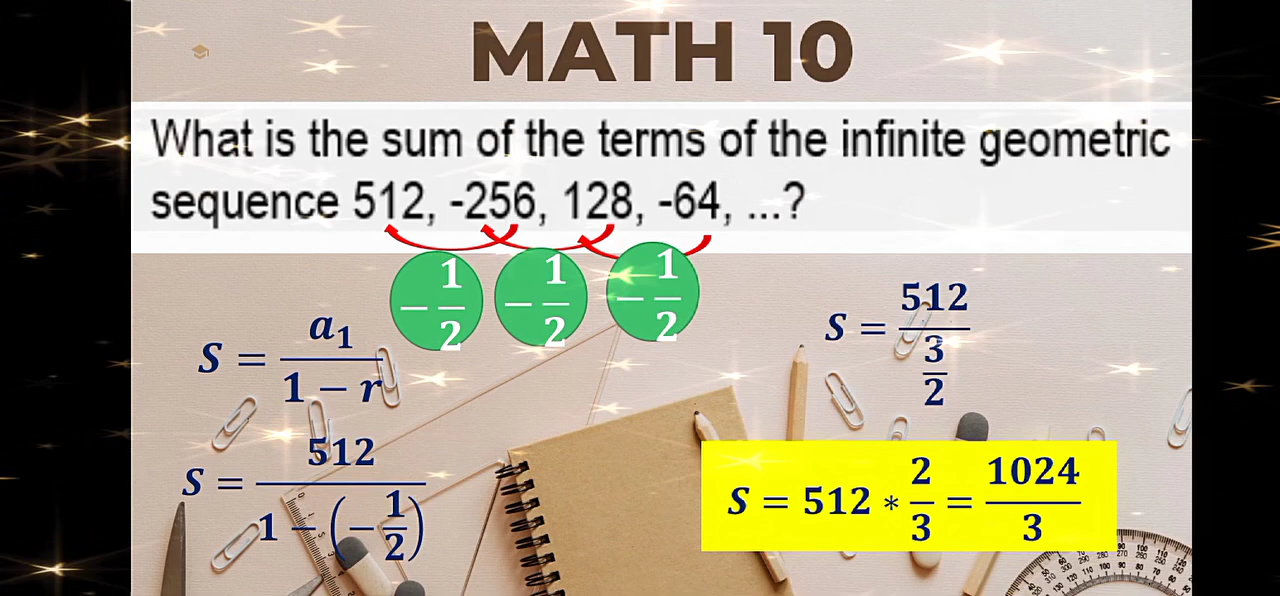 MATH 10
What is the sum of the terms of the infinite geometric
sequence 512, -256, 128, -64, ...?
−1/2 −1/2 −1/2
S = a₁/(1 − r)
S = 512/(1 − (−1/2))
S = 512/(3/2)
S = 512 * 2/3 = 1024/3